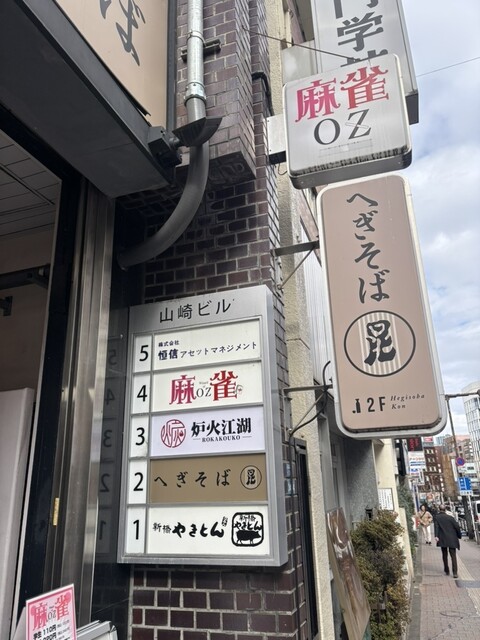 門学
麻雀
OZ
へぎそば
昆
2F
Hegisoba
Kon
山崎ビル
5
株式会社
恒信アセットマネジメント
4
麻雀
OZ
3
炉火江湖
ROKAKOUKO
2
へぎそば 昆
1
新橋 やきとん
麻雀
OZ
ば